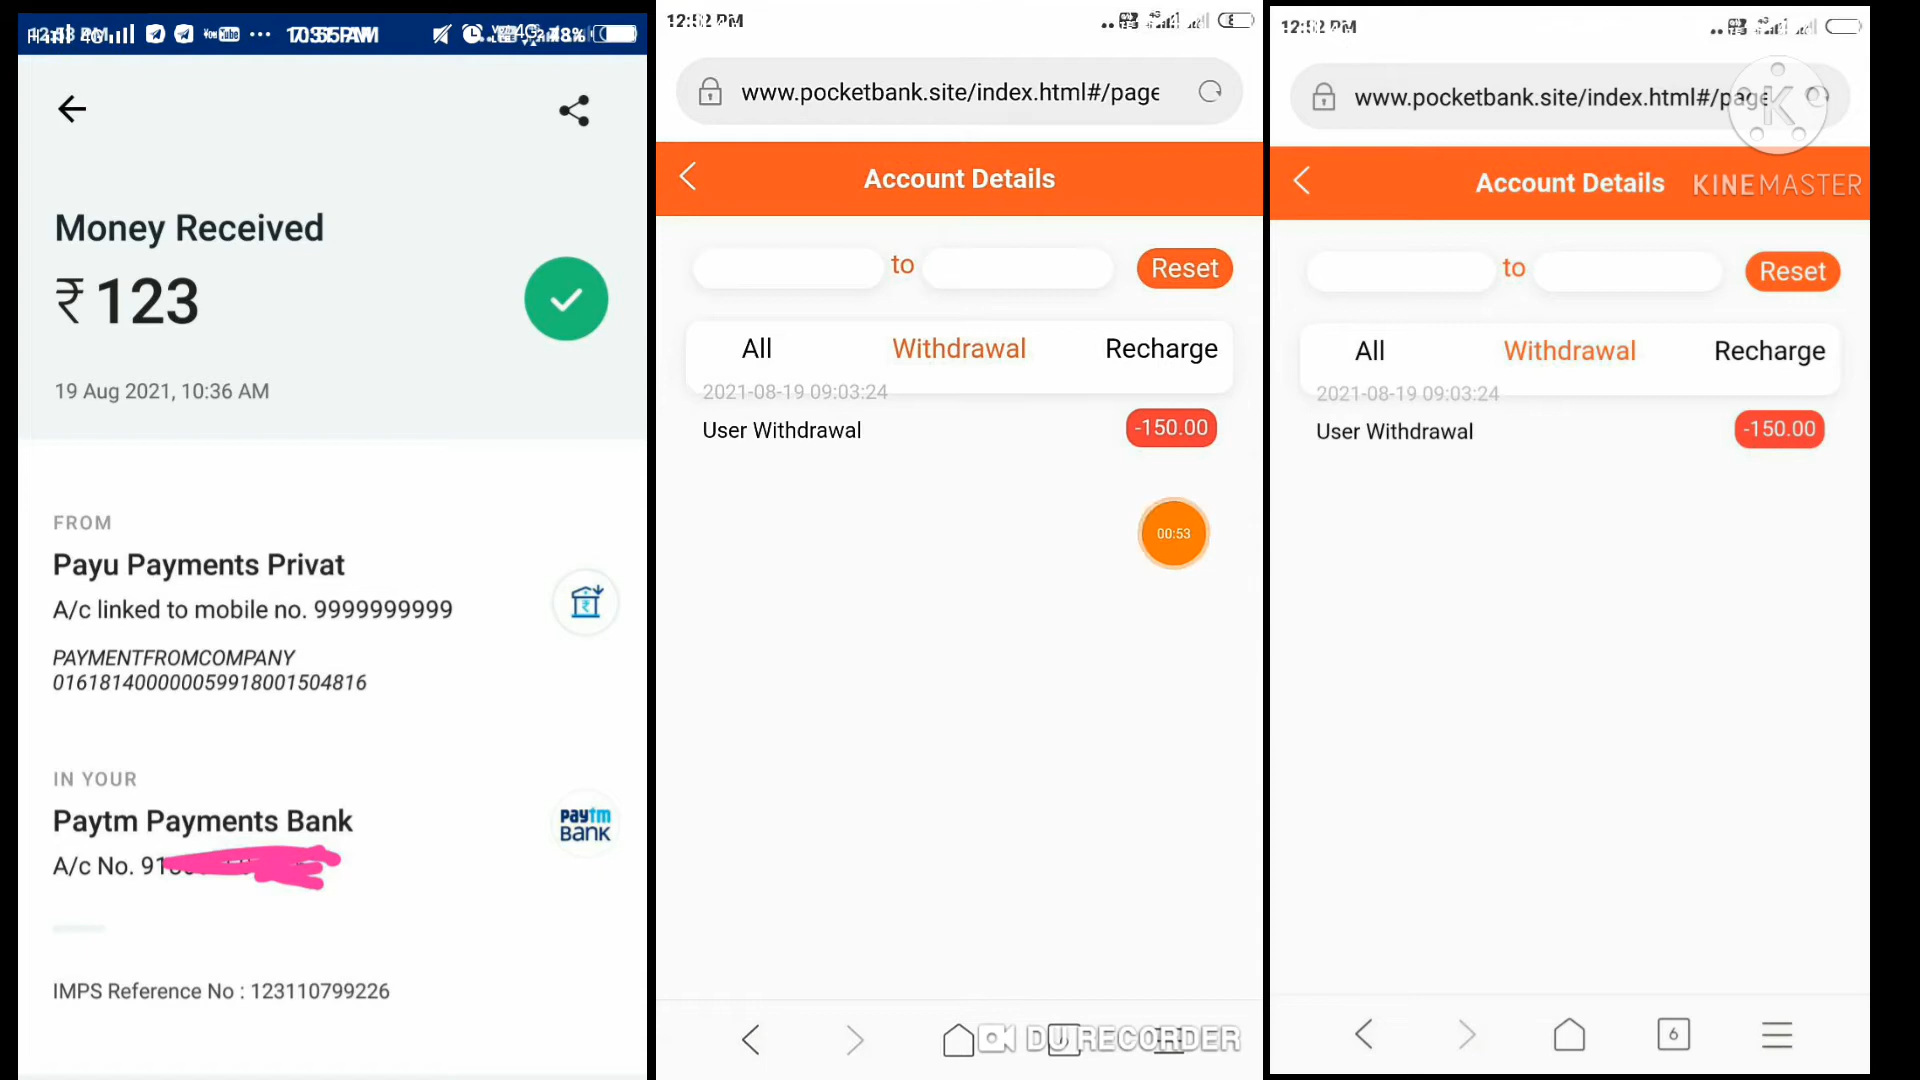 Money Received
₹123
19 Aug 2021, 10:36 AM
FROM
Payu Payments Privat
A/c linked to mobile no. 9999999999
PAYMENTFROMCOMPANY
016181400000059918001504816
IN YOUR
Paytm Payments Bank
paytm
BANK
A/c No. 91
IMPS Reference No : 123110799226
12:52 PM
www.pocketbank.site/index.html#/page
Account Details
to
Reset
All
Withdrawal
Recharge
2021-08-19 09:03:24
User Withdrawal
-150.00
00:53
DU RECORDER
12:52 PM
www.pocketbank.site/index.html#/page
K
Account Details
KINEMASTER
to
Reset
All
Withdrawal
Recharge
2021-08-19 09:03:24
User Withdrawal
-150.00
6